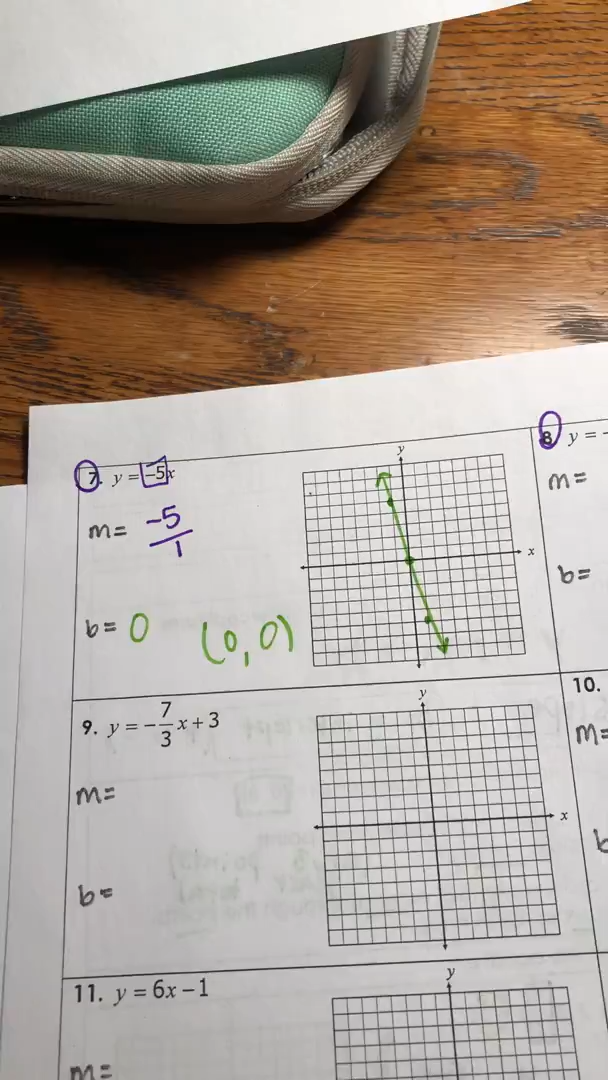 7. y = -5x
m = -5/1
b = 0 (0,0)
y
x
8 y = -
m =
b =
9. y = -7/3x + 3
m =
b =
y
x
10.
m =
b
11. y = 6x - 1
m =
y